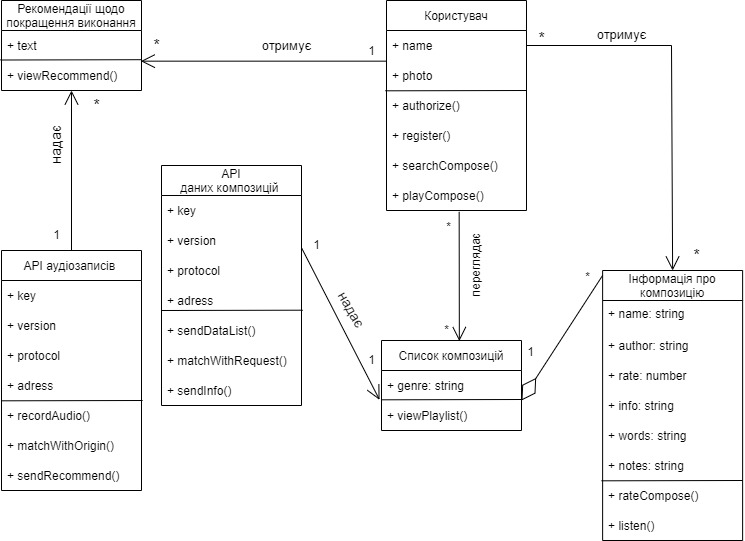 Рекомендації щодо
покращення виконання
+ text
+ viewRecommend()
*
отримує
1
Користувач
+ name
+ photo
+ authorize()
+ register()
+ searchCompose()
+ playCompose()
*
отримує
*
*
надає
1
API
даних композицій
+ key
+ version
+ protocol
+ adress
+ sendDataList()
+ matchWithRequest()
+ sendInfo()
1
надає
1
*
переглядає
*
API аудіозаписів
+ key
+ version
+ protocol
+ adress
+ recordAudio()
+ matchWithOrigin()
+ sendRecommend()
Список композицій
+ genre: string
+ viewPlaylist()
1
*
Інформація про
композицію
+ name: string
+ author: string
+ rate: number
+ info: string
+ words: string
+ notes: string
+ rateCompose()
+ listen()